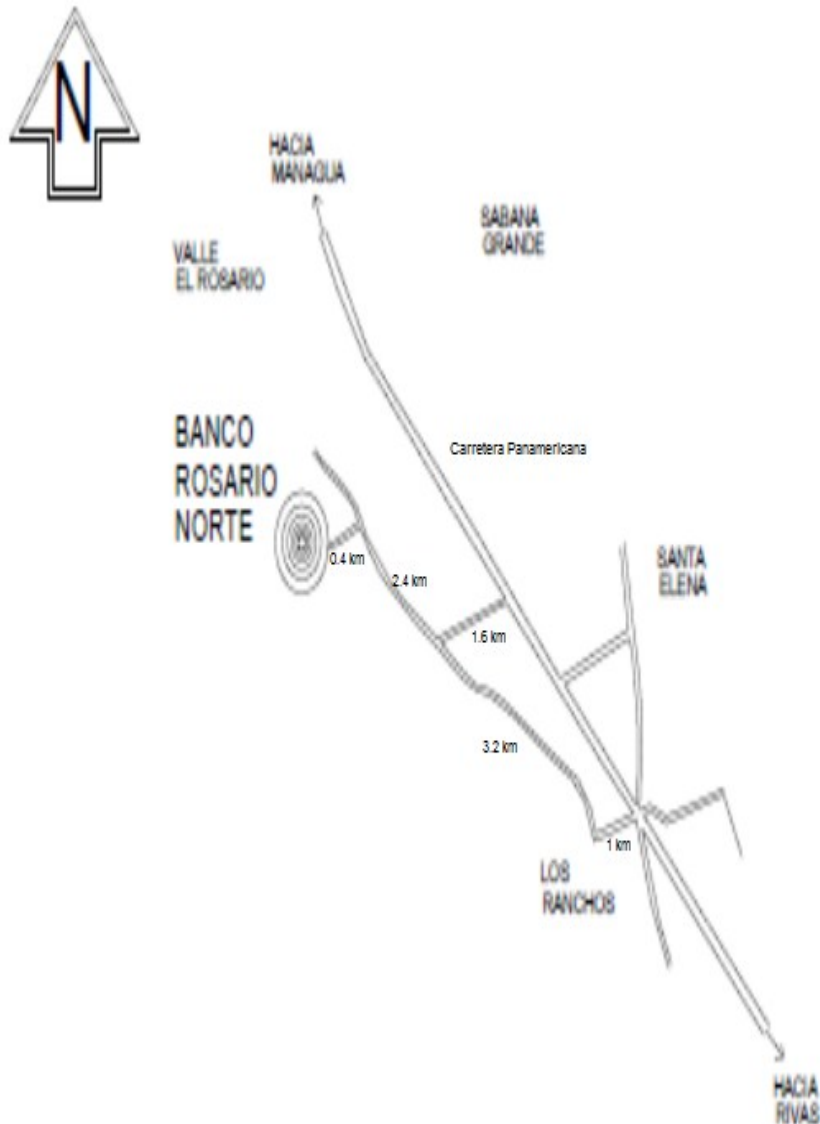 N
HACIA
MANAGUA
SABANA
GRANDE
VALLE
EL ROSARIO
BANCO
ROSARIO
NORTE
Carretera Panamericana
SANTA
ELENA
0.4 km
2.4 km
1.6 km
3.2 km
1 km
LOS
RANCHOS
HACIA
RIVAS